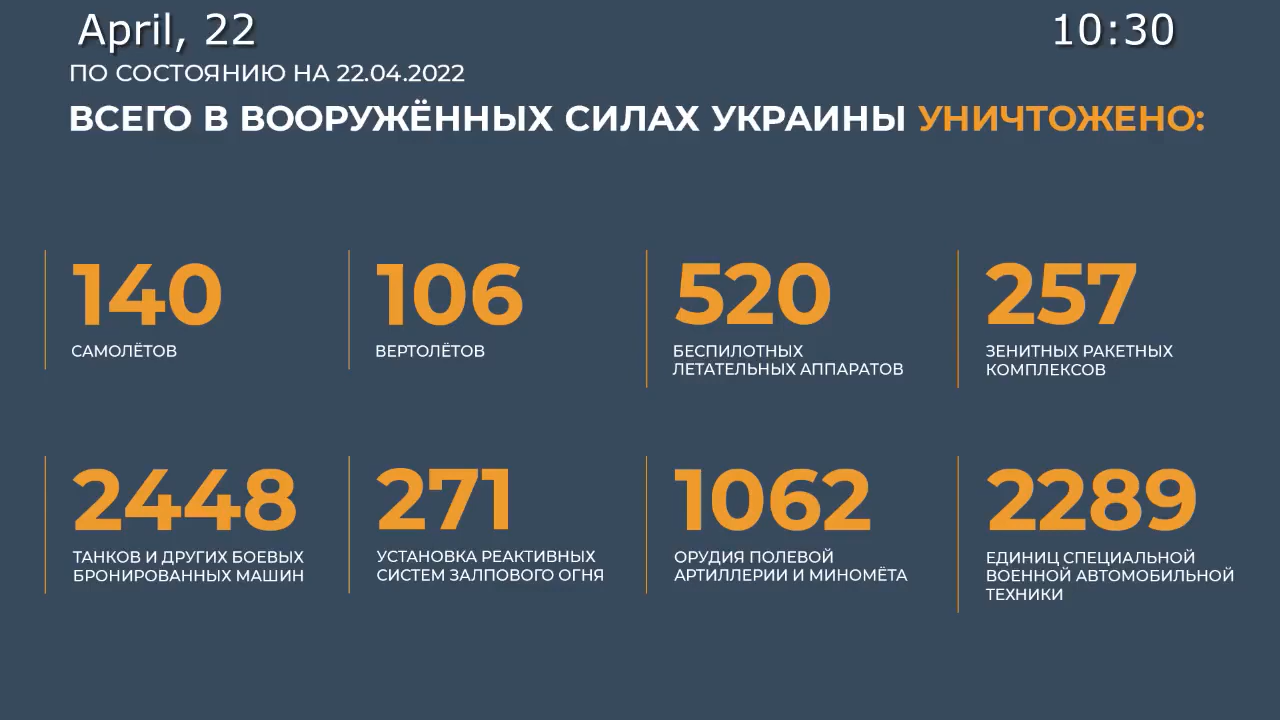 April, 22
10:30
ПО СОСТОЯНИЮ НА 22.04.2022
ВСЕГО В ВООРУЖЁННЫХ СИЛАХ УКРАИНЫ УНИЧТОЖЕНО:
140
САМОЛЁТОВ
106
ВЕРТОЛЁТОВ
520
БЕСПИЛОТНЫХ
ЛЕТАТЕЛЬНЫХ АППАРАТОВ
257
ЗЕНИТНЫХ РАКЕТНЫХ
КОМПЛЕКСОВ
2448
ТАНКОВ И ДРУГИХ БОЕВЫХ
БРОНИРОВАННЫХ МАШИН
271
УСТАНОВКА РЕАКТИВНЫХ
СИСТЕМ ЗАЛПОВОГО ОГНЯ
1062
ОРУДИЯ ПОЛЕВОЙ
АРТИЛЛЕРИИ И МИНОМЁТА
2289
ЕДИНИЦ СПЕЦИАЛЬНОЙ
ВОЕННОЙ АВТОМОБИЛЬНОЙ
ТЕХНИКИ